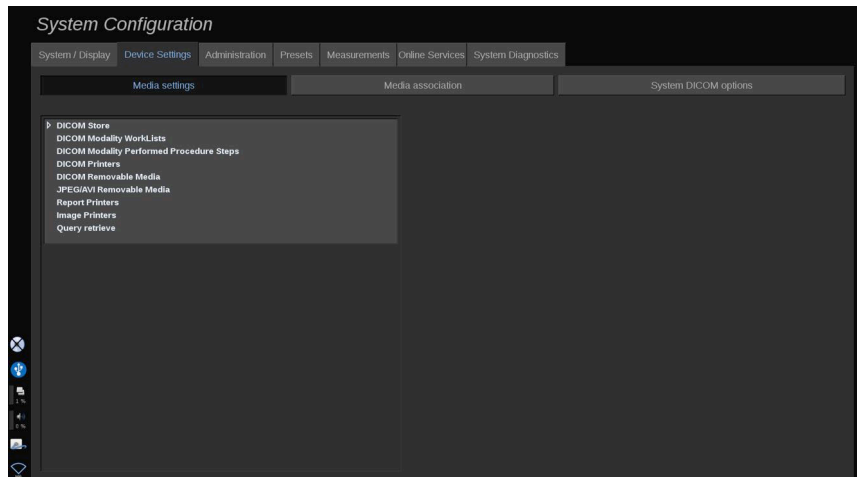 System Configuration
System / Display Device Settings Administration Presets Measurements Online Services System Diagnostics
Media settings Media association System DICOM options
DICOM Store
DICOM Modality WorkLists
DICOM Modality Performed Procedure Steps
DICOM Printers
DICOM Removable Media
JPEG/AVI Removable Media
Report Printers
Image Printers
Query retrieve
1 %
0 %